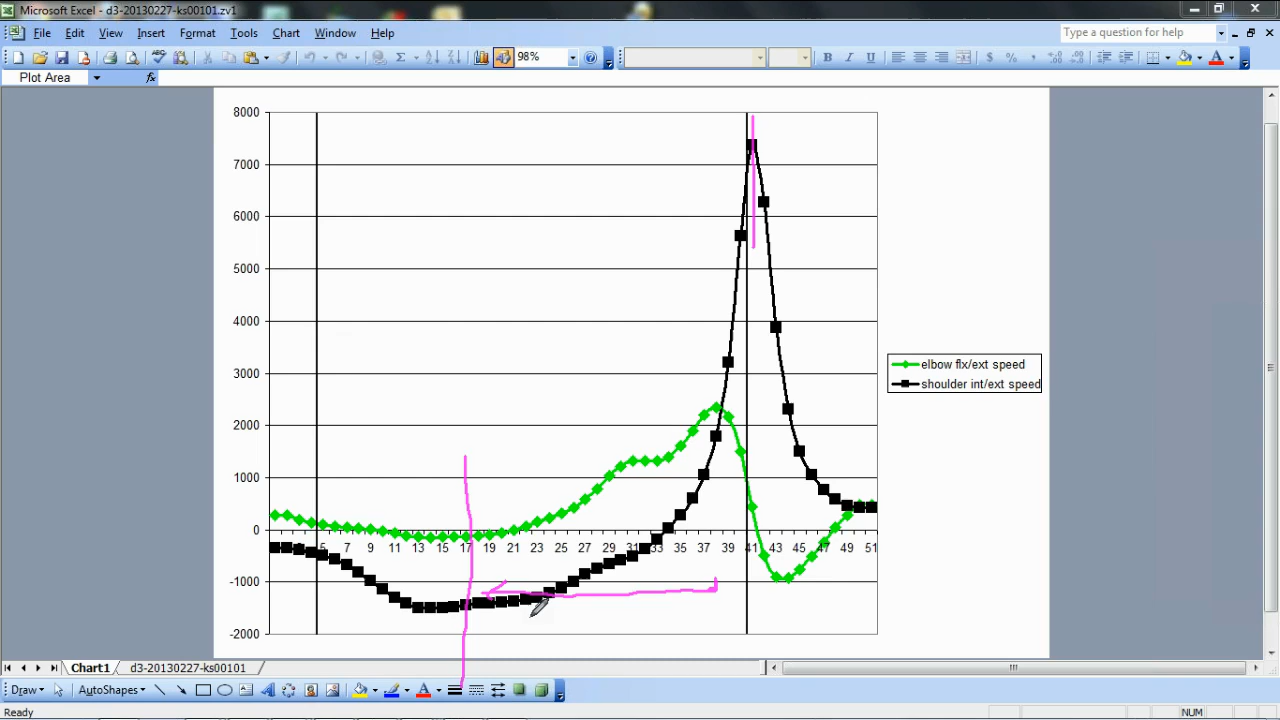 Microsoft Excel - d3-20130227-ks00101.zv1
File Edit View Insert Format Tools Chart Window Help
Type a question for help
98%
Plot Area fx
8000
7000
6000
5000
4000
3000
2000
1000
0
-1000
-2000
5 7 9 11 13 15 17 19 21 23 25 27 29 31 33 35 37 39 41 43 45 47 49 51
elbow flx/ext speed
shoulder int/ext speed
Chart1 d3-20130227-ks00101
Draw AutoShapes
Ready NUM